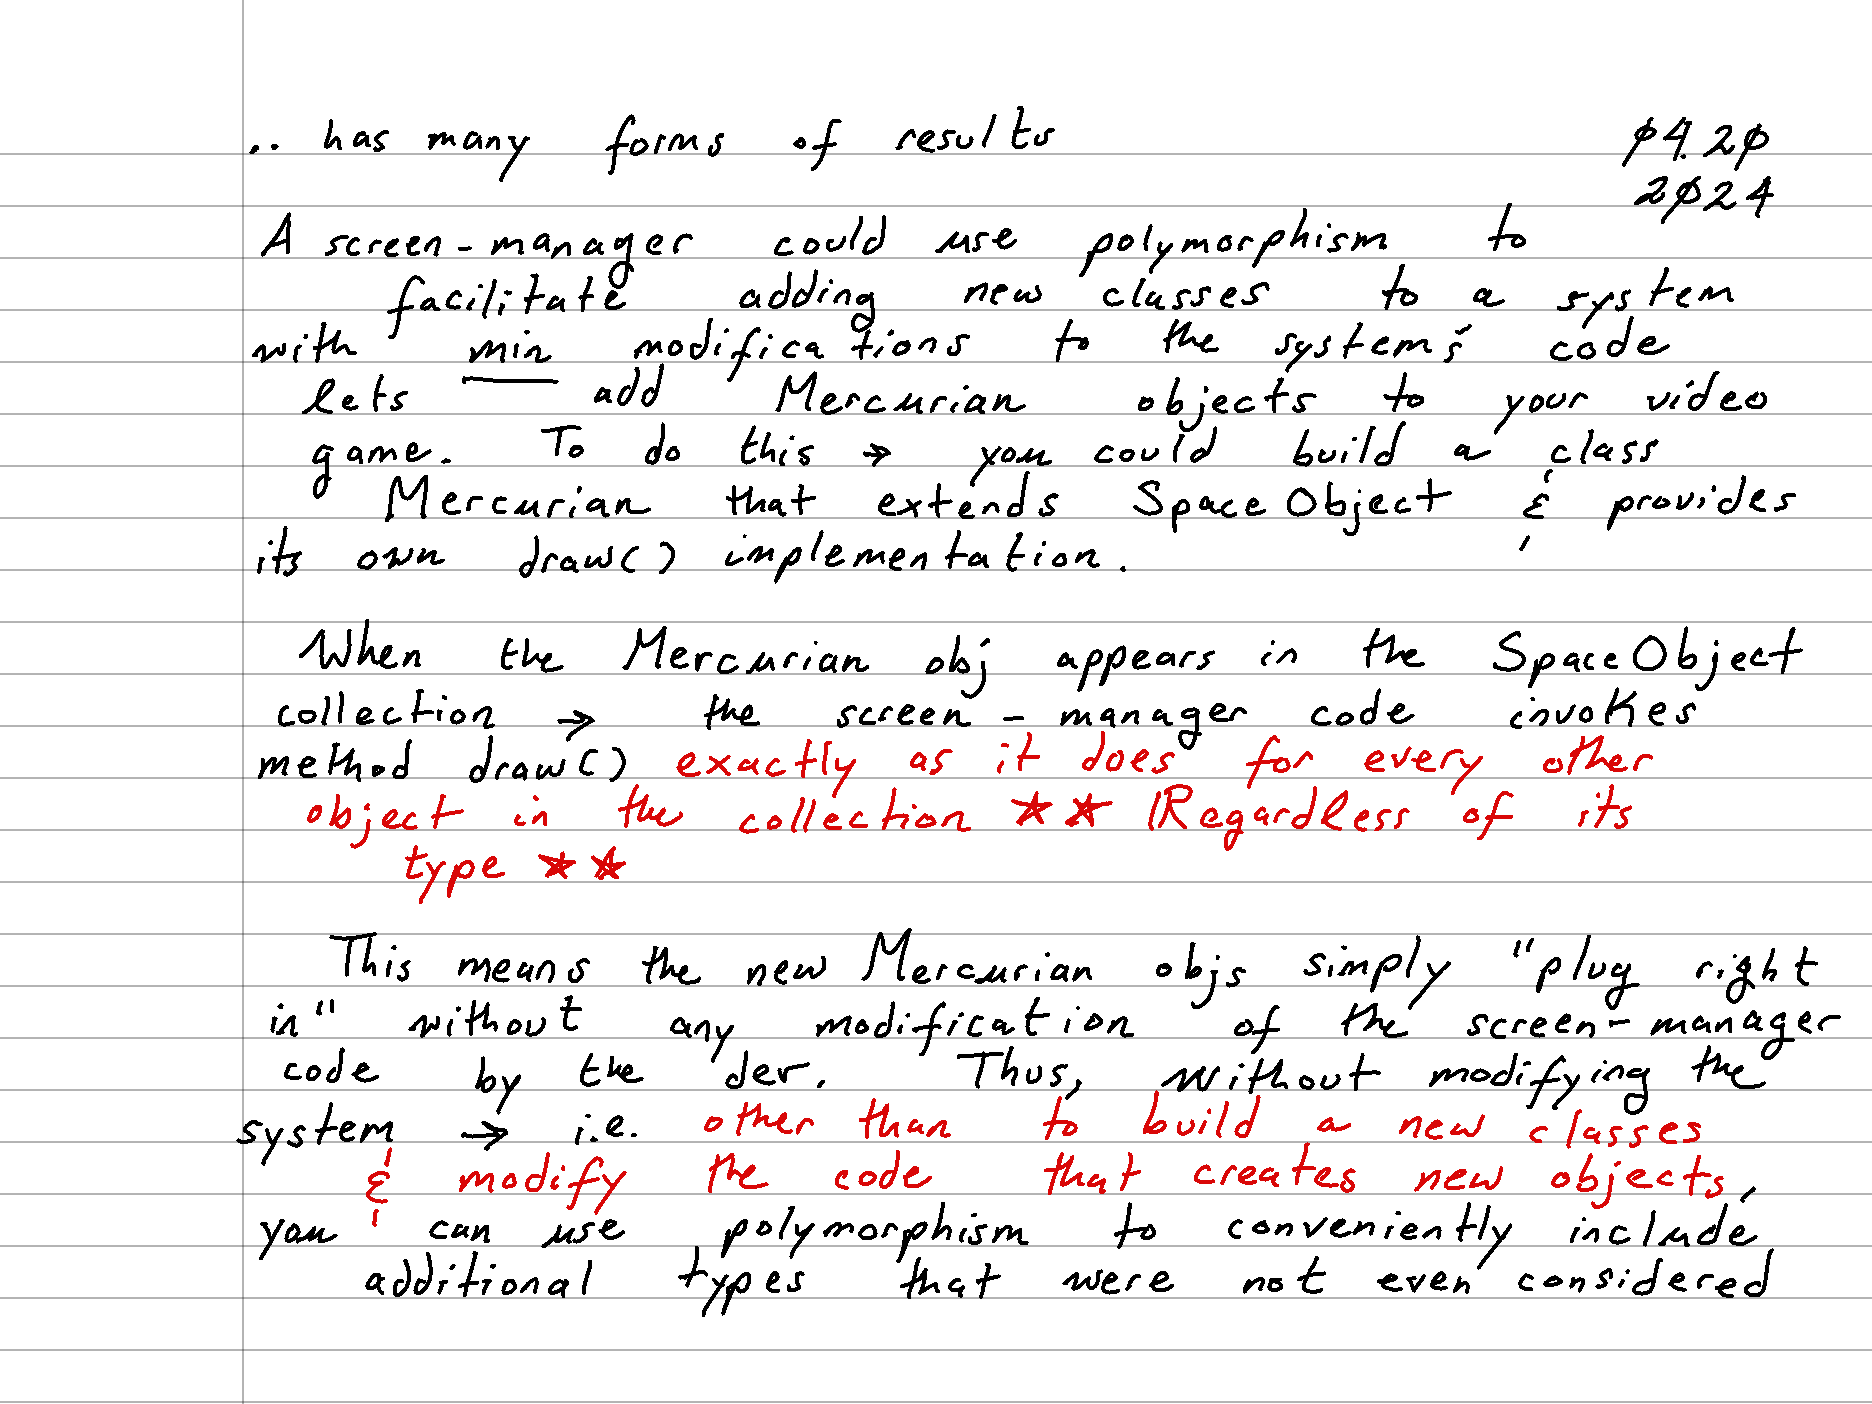 .. has many forms of results
04.20
2024
A screen-manager could use polymorphism to
facilitate adding new classes to a system
with min modifications to the system's code
lets add Mercurian objects to your video
game. To do this → you could build a class
Mercurian that extends SpaceObject & provides
its own draw() implementation.
When the Mercurian obj appears in the SpaceObject
collection → the screen-manager code invokes
method draw() exactly as it does for every other
object in the collection ★★ Regardless of its
type ★★
This means the new Mercurian objs simply "plug right
in" without any modification of the screen-manager
code by the der. Thus, without modifying the
system → i.e. other than to build a new classes
& modify the code that creates new objects,
you can use polymorphism to conveniently include
additional types that were not even considered